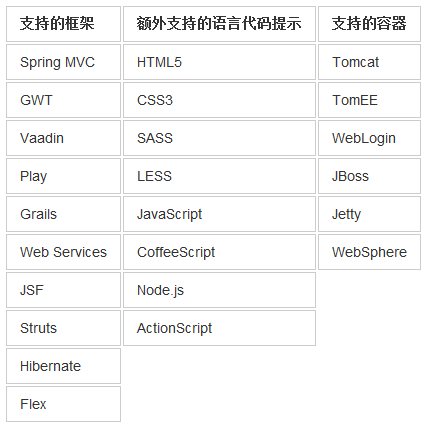 支持的框架 额外支持的语言代码提示 支持的容器
Spring MVC HTML5 Tomcat
GWT CSS3 TomEE
Vaadin SASS WebLogin
Play LESS JBoss
Grails JavaScript Jetty
Web Services CoffeeScript WebSphere
JSF Node.js
Struts ActionScript
Hibernate
Flex